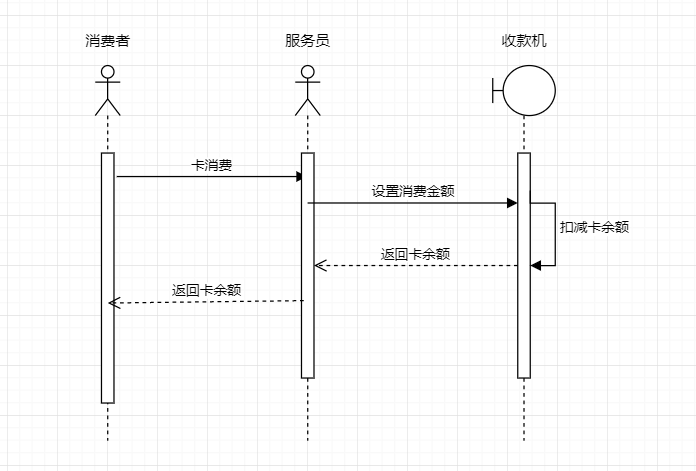 消费者
服务员
收款机
卡消费
设置消费金额
扣减卡余额
返回卡余额
返回卡余额